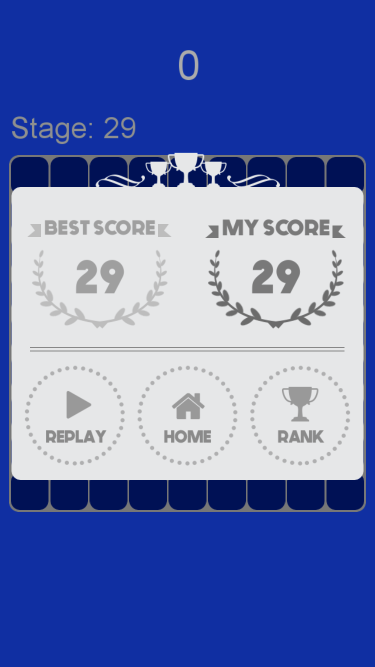 0
Stage: 29
BEST SCORE
MY SCORE
29
29
REPLAY
HOME
RANK